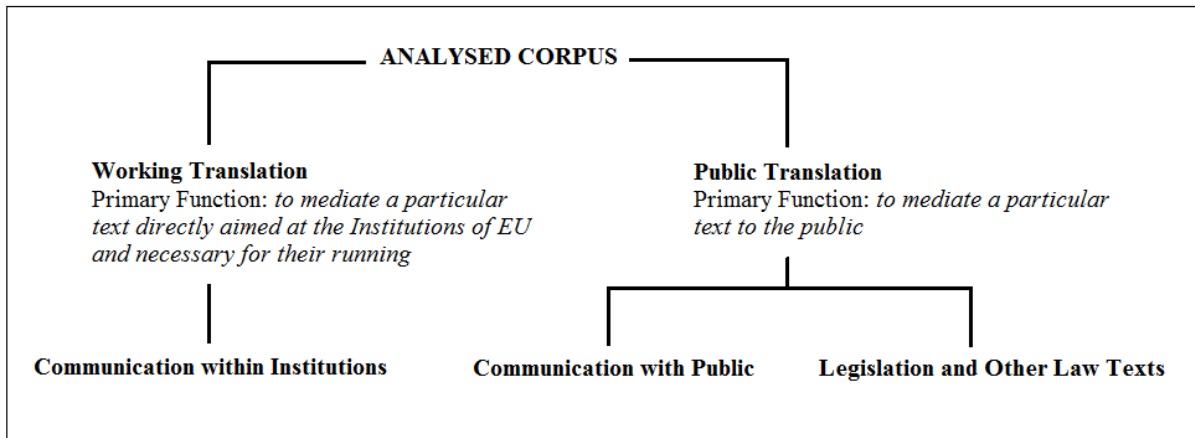 ANALYSED CORPUS
Working Translation
Primary Function: to mediate a particular
text directly aimed at the Institutions of EU
and necessary for their running
Public Translation
Primary Function: to mediate a particular
text to the public
Communication within Institutions
Communication with Public
Legislation and Other Law Texts